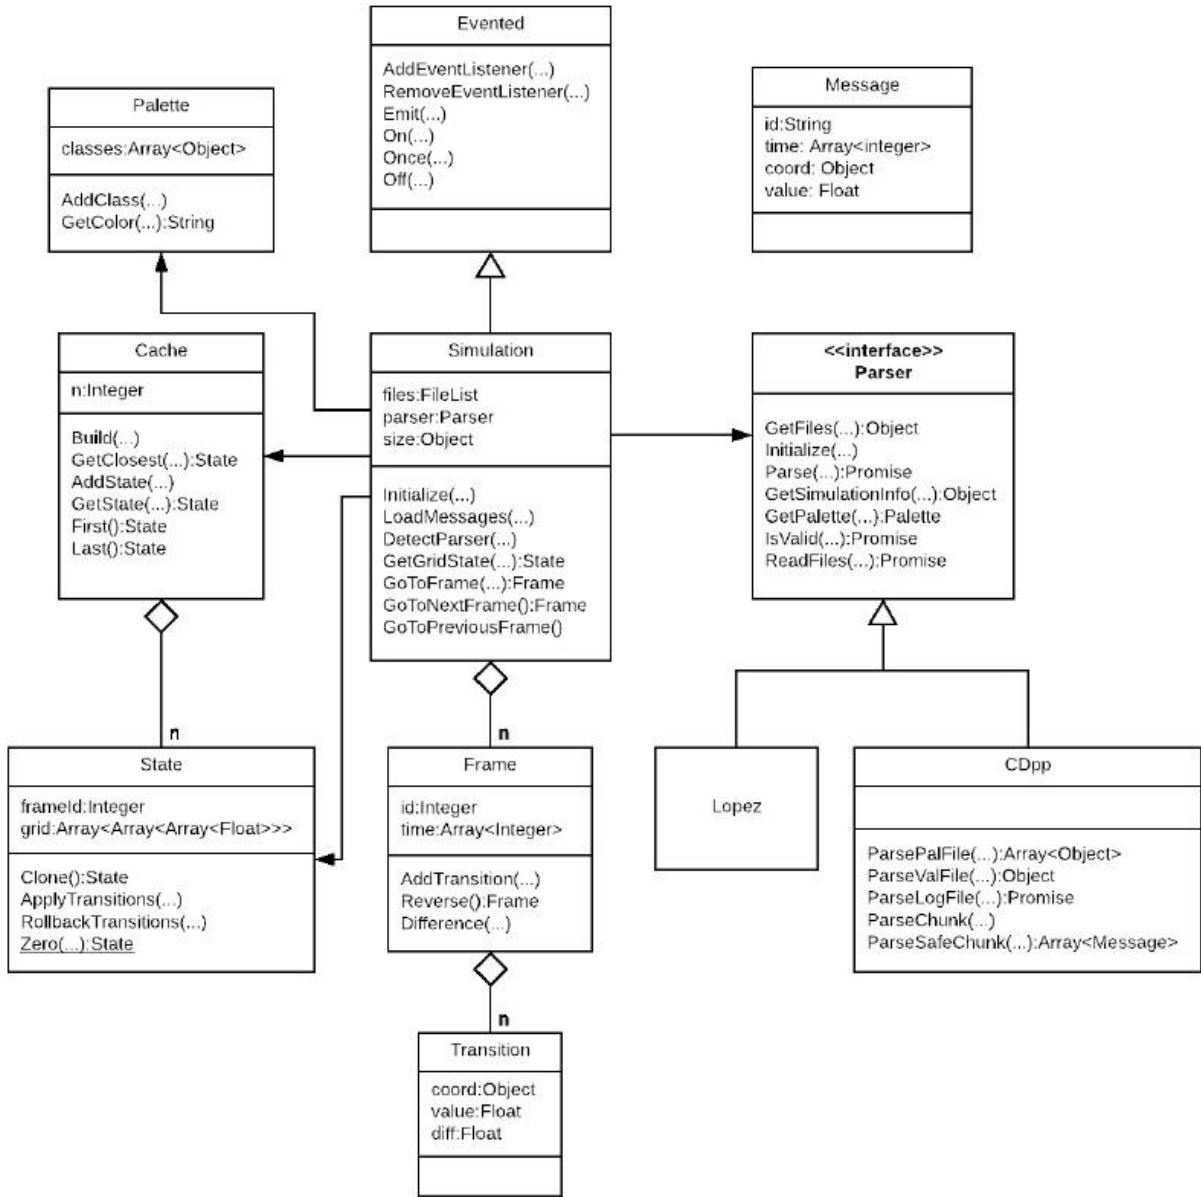 Evented
AddEventListener(...)
RemoveEventListener(...)
Emit(...)
On(...)
Once(...)
Off(...)
Message
id:String
time: Array<integer>
coord: Object
value: Float
Palette
classes:Array<Object>
AddClass(...)
GetColor(...):String
Cache
n:Integer
Build(...)
GetClosest(...):State
AddState(...)
GetState(...):State
First():State
Last():State
Simulation
files:FileList
parser:Parser
size:Object
Initialize(...)
LoadMessages(...)
DetectParser(...)
GetGridState(...):State
GoToFrame(...):Frame
GoToNextFrame():Frame
GoToPreviousFrame()
<<interface>>
Parser
GetFiles(...):Object
Initialize(...)
Parse(...):Promise
GetSimulationInfo(...):Object
GetPalette(...):Palette
IsValid(...):Promise
ReadFiles(...):Promise
n
n
State
frameId:Integer
grid:Array<Array<Array<Float>>>
Clone():State
ApplyTransitions(...)
RollbackTransitions(...)
Zero(...):State
Frame
id:Integer
time:Array<Integer>
AddTransition(...)
Reverse():Frame
Difference(...)
Lopez
CDpp
ParsePalFile(...):Array<Object>
ParseValFile(...):Object
ParseLogFile(...):Promise
ParseChunk(...)
ParseSafeChunk(...):Array<Message>
n
Transition
coord:Object
value:Float
diff:Float